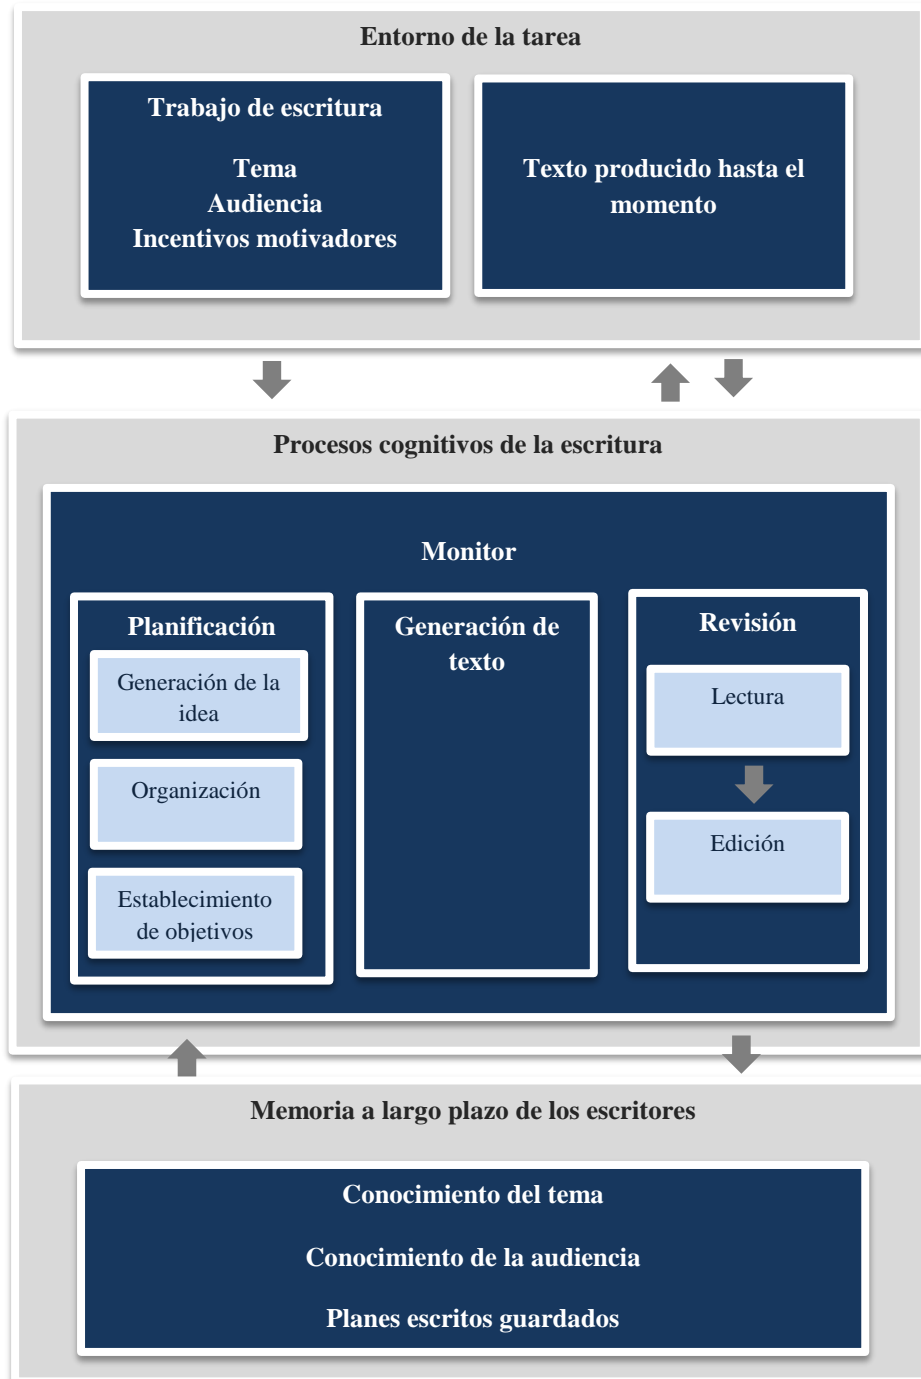 Entorno de la tarea
Trabajo de escritura
Tema
Audiencia
Incentivos motivadores
Texto producido hasta el
momento
Procesos cognitivos de la escritura
Monitor
Planificación
Generación de la
idea
Organización
Establecimiento
de objetivos
Generación de
texto
Revisión
Lectura
Edición
Memoria a largo plazo de los escritores
Conocimiento del tema
Conocimiento de la audiencia
Planes escritos guardados